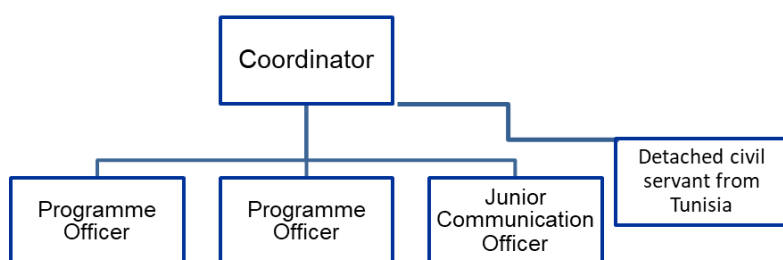 Coordinator
Detached civil
servant from
Tunisia
Programme
Officer
Programme
Officer
Junior
Communication
Officer